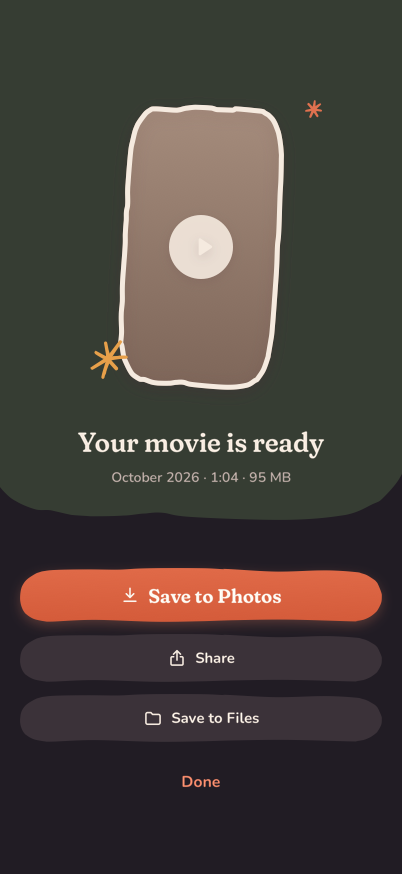 Your movie is ready
October 2026 · 1:04 · 95 MB
Save to Photos
Share
Save to Files
Done